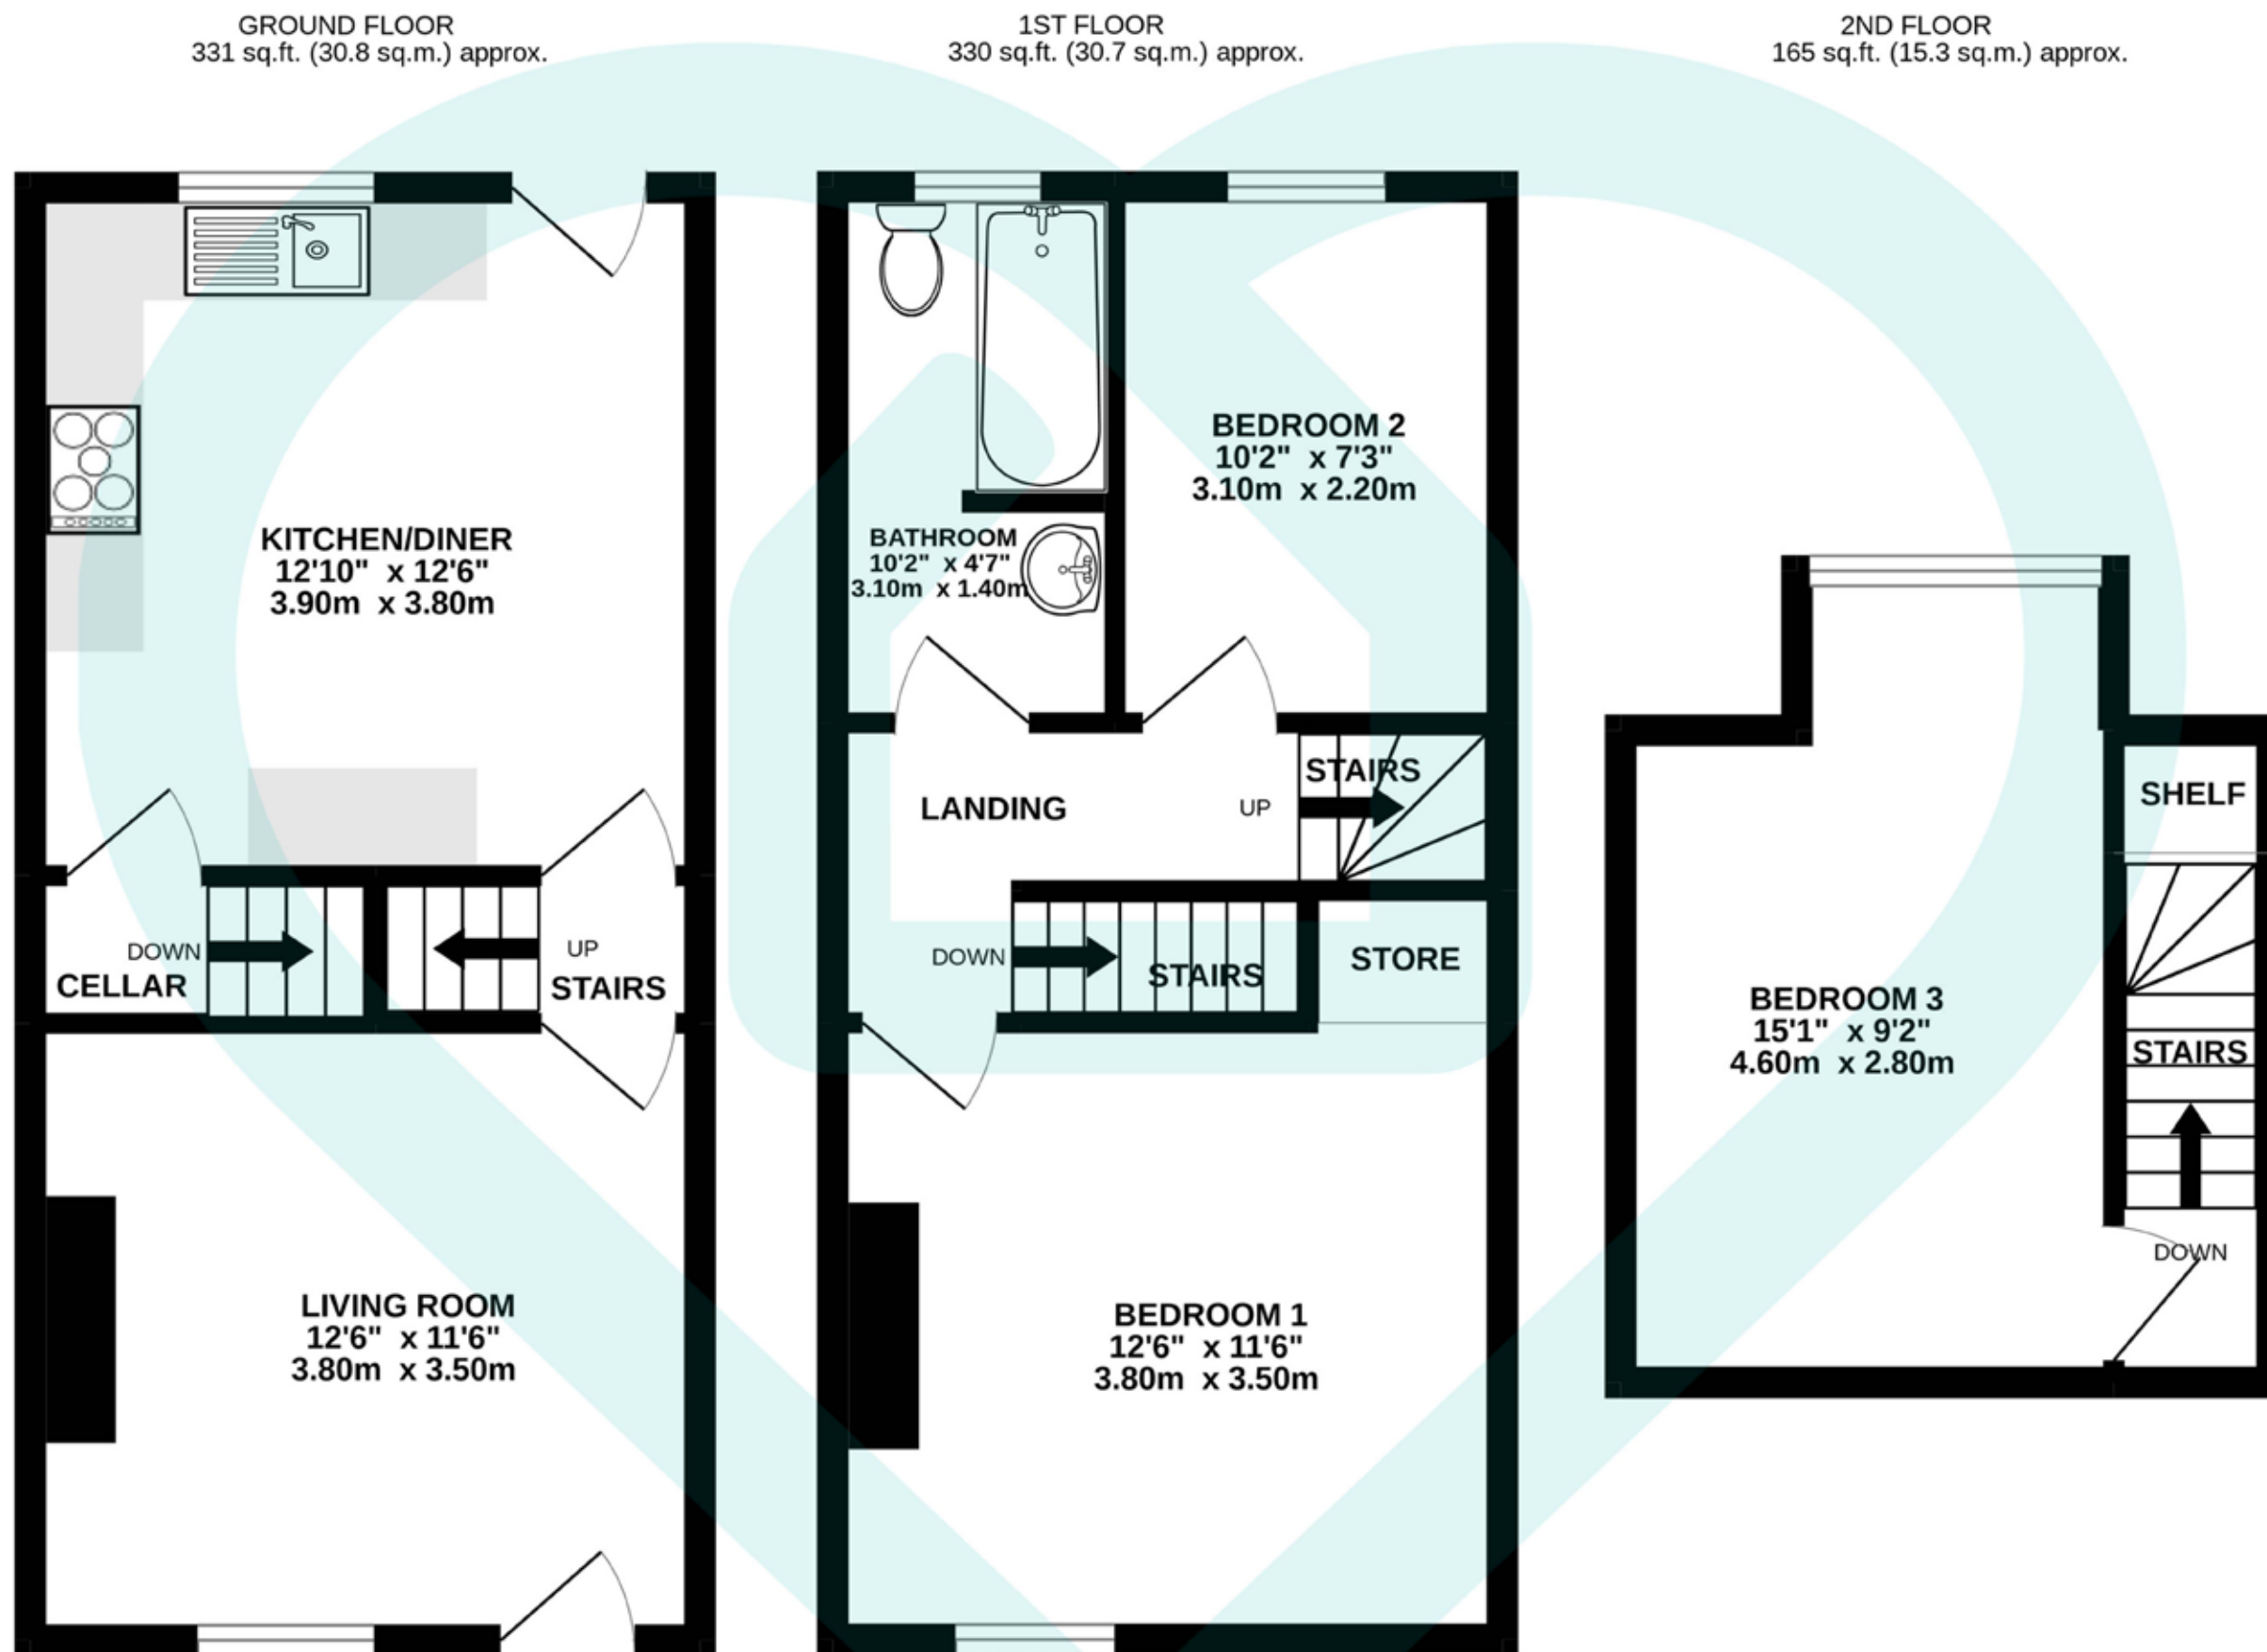 GROUND FLOOR
331 sq.ft. (30.8 sq.m.) approx.
KITCHEN/DINER
12'10" x 12'6"
3.90m x 3.80m
DOWN
CELLAR
UP
STAIRS
LIVING ROOM
12'6" x 11'6"
3.80m x 3.50m
1ST FLOOR
330 sq.ft. (30.7 sq.m.) approx.
BEDROOM 2
10'2" x 7'3"
3.10m x 2.20m
BATHROOM
10'2" x 4'7"
3.10m x 1.40m
STAIRS
LANDING
UP
DOWN
STAIRS
STORE
BEDROOM 1
12'6" x 11'6"
3.80m x 3.50m
2ND FLOOR
165 sq.ft. (15.3 sq.m.) approx.
SHELF
BEDROOM 3
15'1" x 9'2"
4.60m x 2.80m
STAIRS
DOWN